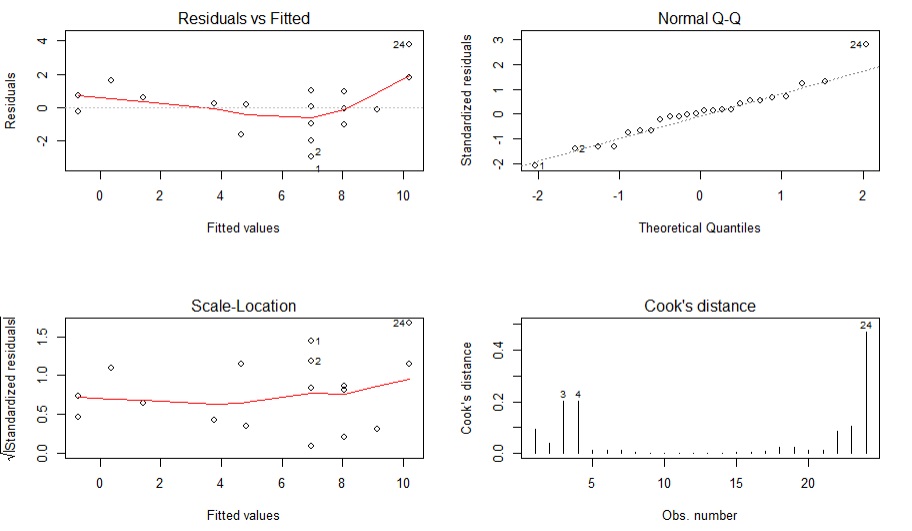 Residuals vs Fitted
Residuals
4
2
0
-2
24
2
1
0 2 4 6 8 10
Fitted values
Normal Q-Q
Standardized residuals
3
2
1
0
-1
-2
24
2
1
-2 -1 0 1 2
Theoretical Quantiles
Scale-Location
√|Standardized residuals|
1.5
1.0
0.5
0.0
24
1
2
0 2 4 6 8 10
Fitted values
Cook's distance
Cook's distance
0.4
0.2
0.0
24
3 4
5 10 15 20
Obs. number